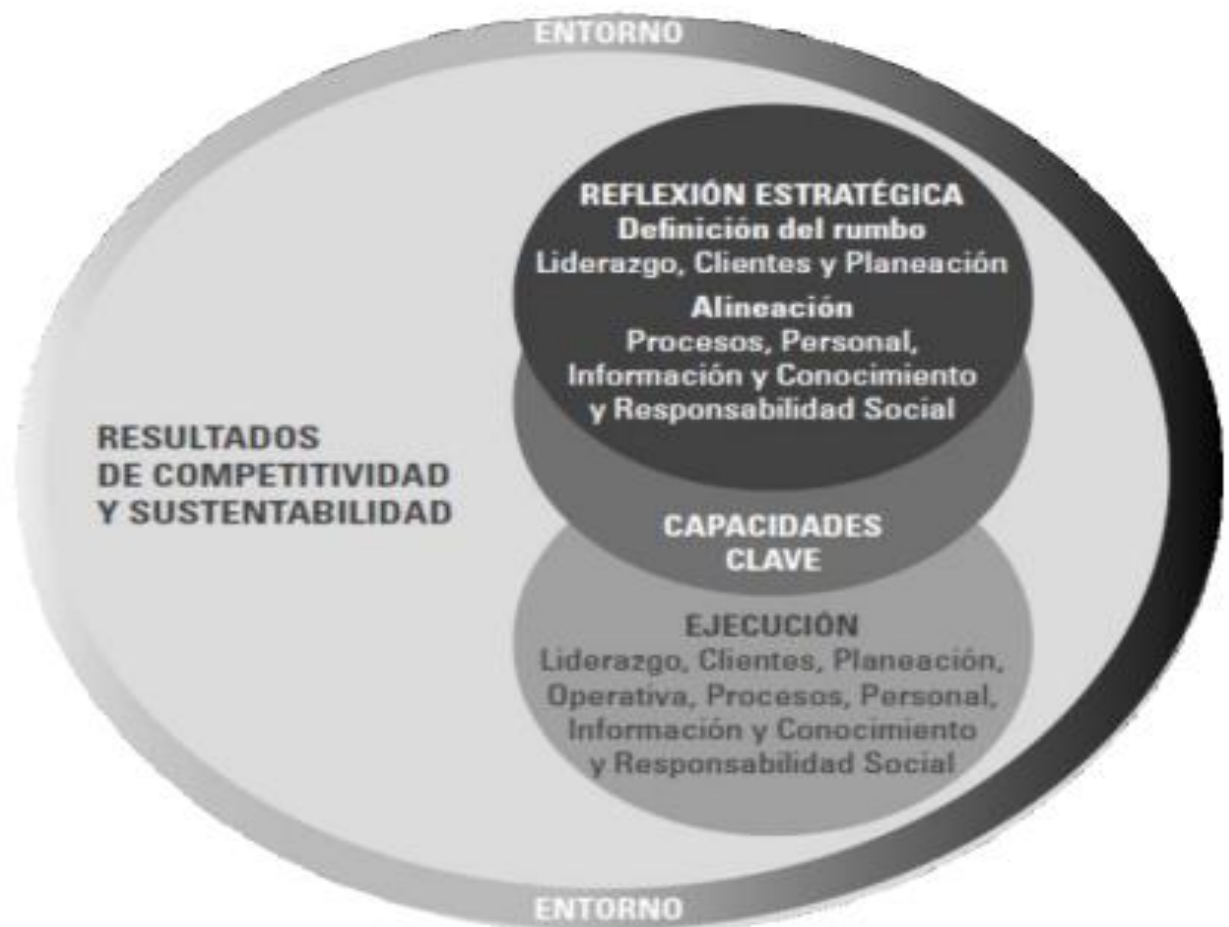 ENTORNO
REFLEXIÓN ESTRATÉGICA
Definición del rumbo
Liderazgo, Clientes y Planeación
Alineación
Procesos, Personal,
Información y Conocimiento
y Responsabilidad Social
RESULTADOS
DE COMPETITIVIDAD
Y SUSTENTABILIDAD
CAPACIDADES
CLAVE
EJECUCIÓN
Liderazgo, Clientes, Planeación,
Operativa, Procesos, Personal,
Información y Conocimiento
y Responsabilidad Social
ENTORNO